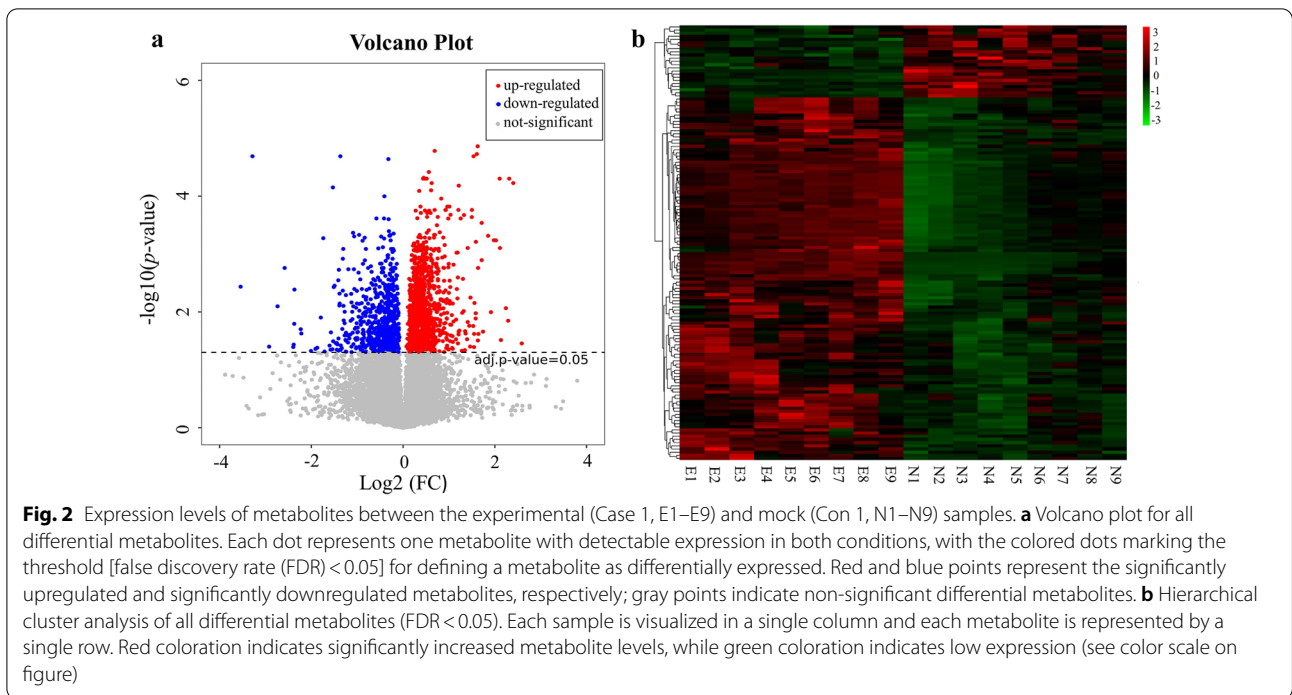 a
Volcano Plot
up-regulated
down-regulated
not-significant
-log10(p-value)
6
4
2
0
adj.p-value=0.05
-4 -2 0 2 4
Log2 (FC)
b
3
2
1
0
-1
-2
-3
E1 E2 E3 E4 E5 E6 E7 E8 E9 N1 N2 N3 N4 N5 N6 N7 N8 N9
Fig. 2 Expression levels of metabolites between the experimental (Case 1, E1–E9) and mock (Con 1, N1–N9) samples. a Volcano plot for all
differential metabolites. Each dot represents one metabolite with detectable expression in both conditions, with the colored dots marking the
threshold [false discovery rate (FDR) < 0.05] for defining a metabolite as differentially expressed. Red and blue points represent the significantly
upregulated and significantly downregulated metabolites, respectively; gray points indicate non-significant differential metabolites. b Hierarchical
cluster analysis of all differential metabolites (FDR < 0.05). Each sample is visualized in a single column and each metabolite is represented by a
single row. Red coloration indicates significantly increased metabolite levels, while green coloration indicates low expression (see color scale on
figure)